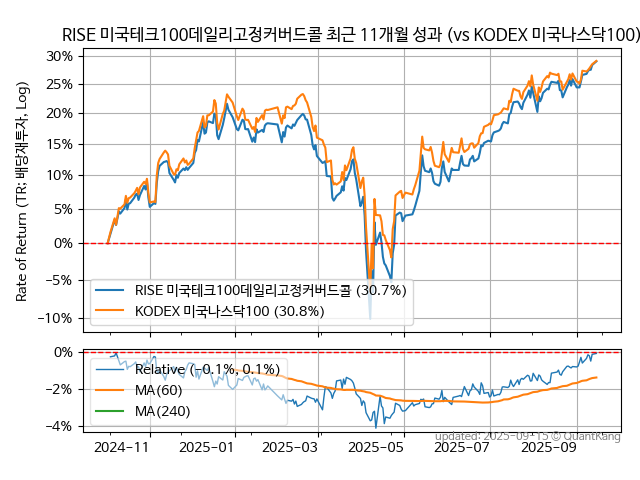 RISE 미국테크100데일리고정커버드콜 최근 11개월 성과 (vs KODEX 미국나스닥100)
Rate of Return (TR: 배당재투자, Log)
30%
25%
20%
15%
10%
5%
0%
−5%
−10%
RISE 미국테크100데일리고정커버드콜 (30.7%)
KODEX 미국나스닥100 (30.8%)
0%
−2%
−4%
Relative (−0.1%, 0.1%)
MA(60)
MA(240)
updated: 2025-09-15 © QuantKang
2024−11 2025−01 2025−03 2025−05 2025−07 2025−09